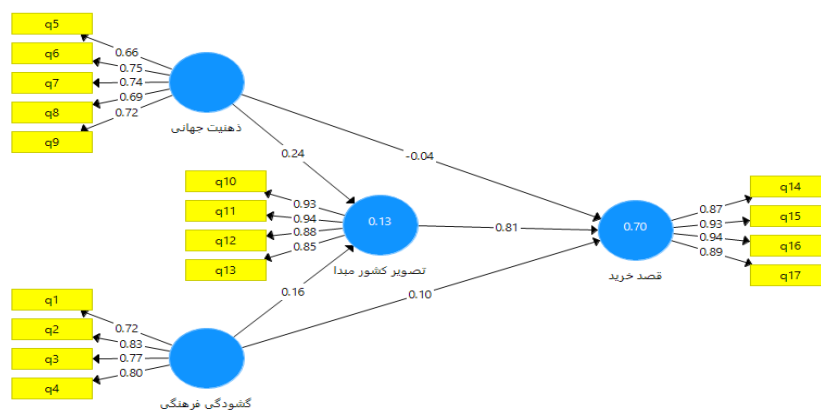 q5
q6
q7
q8
q9
0.66
0.75
0.74
0.69
0.72
ذهنیت جهانی
0.24
-0.04
q10
q11
q12
q13
0.93
0.94
0.88
0.85
0.13
تصویر کشور مبدا
0.81
0.70
قصد خرید
0.87
0.93
0.94
0.89
q14
q15
q16
q17
0.16
0.10
q1
q2
q3
q4
0.72
0.83
0.77
0.80
گشودگی فرهنگی